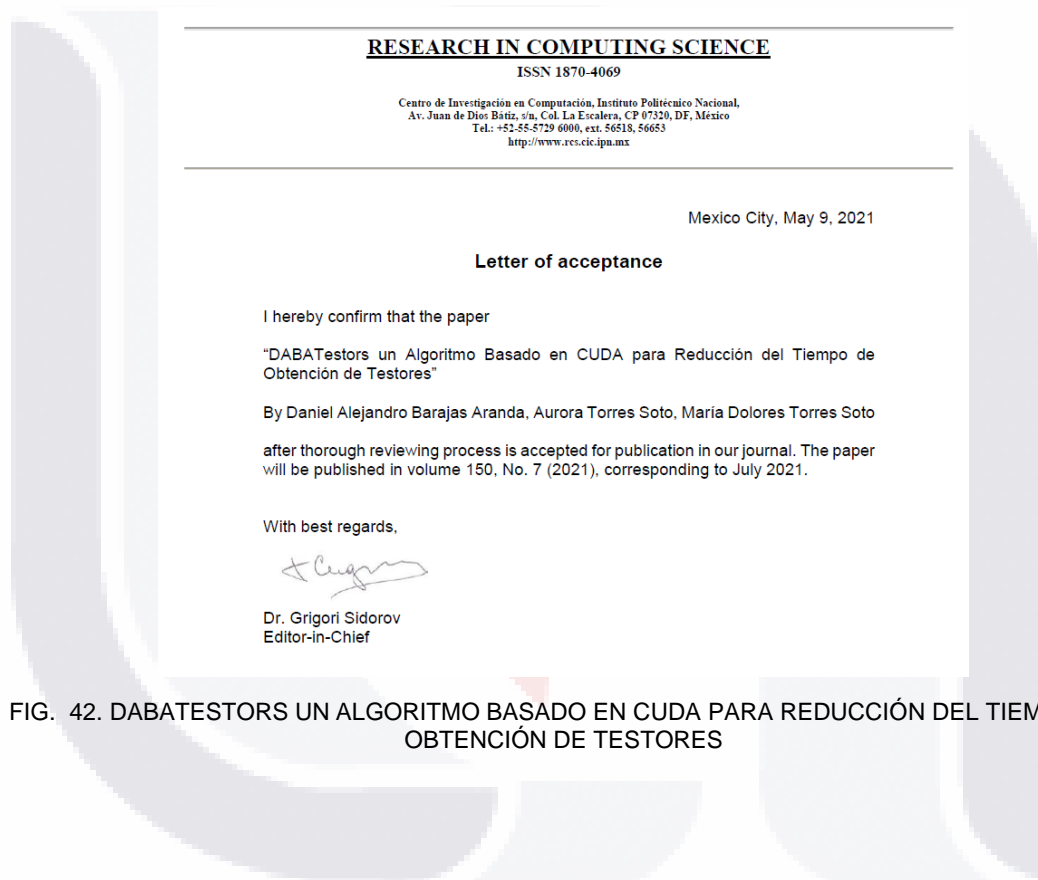 RESEARCH IN COMPUTING SCIENCE
ISSN 1870-4069
Centro de Investigación en Computación, Instituto Politécnico Nacional,
Av. Juan de Dios Bátiz, s/n, Col. La Escalera, CP 07320, DF, México
Tel.: +52-55-5729 6000, ext. 56518, 56653
http://www.rcs.cic.ipn.mx
Mexico City, May 9, 2021
Letter of acceptance
I hereby confirm that the paper
“DABATestors un Algoritmo Basado en CUDA para Reducción del Tiempo de
Obtención de Testores”
By Daniel Alejandro Barajas Aranda, Aurora Torres Soto, María Dolores Torres Soto
after thorough reviewing process is accepted for publication in our journal. The paper
will be published in volume 150, No. 7 (2021), corresponding to July 2021.
With best regards,
Dr. Grigori Sidorov
Editor-in-Chief
FIG. 42. DABATESTORS UN ALGORITMO BASADO EN CUDA PARA REDUCCIÓN DEL TIEM
OBTENCIÓN DE TESTORES